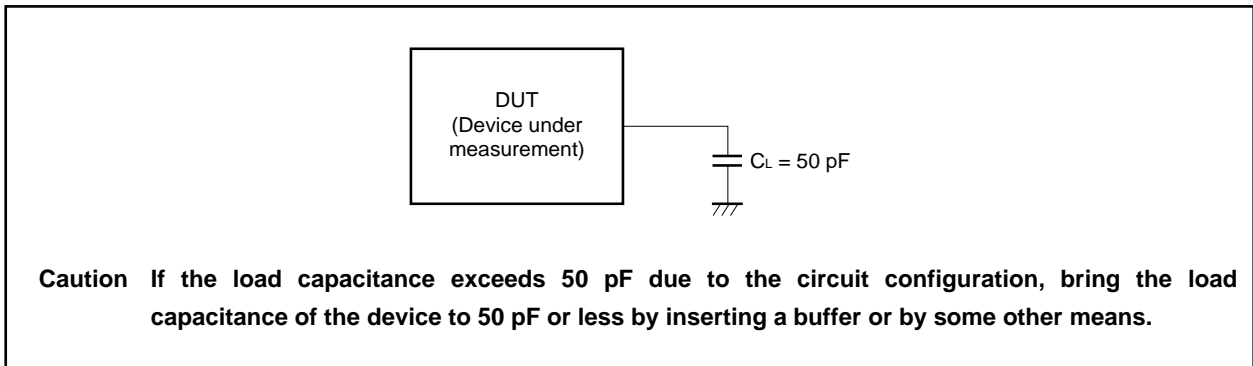 DUT
(Device under
measurement)
CL = 50 pF
Caution If the load capacitance exceeds 50 pF due to the circuit configuration, bring the load
capacitance of the device to 50 pF or less by inserting a buffer or by some other means.